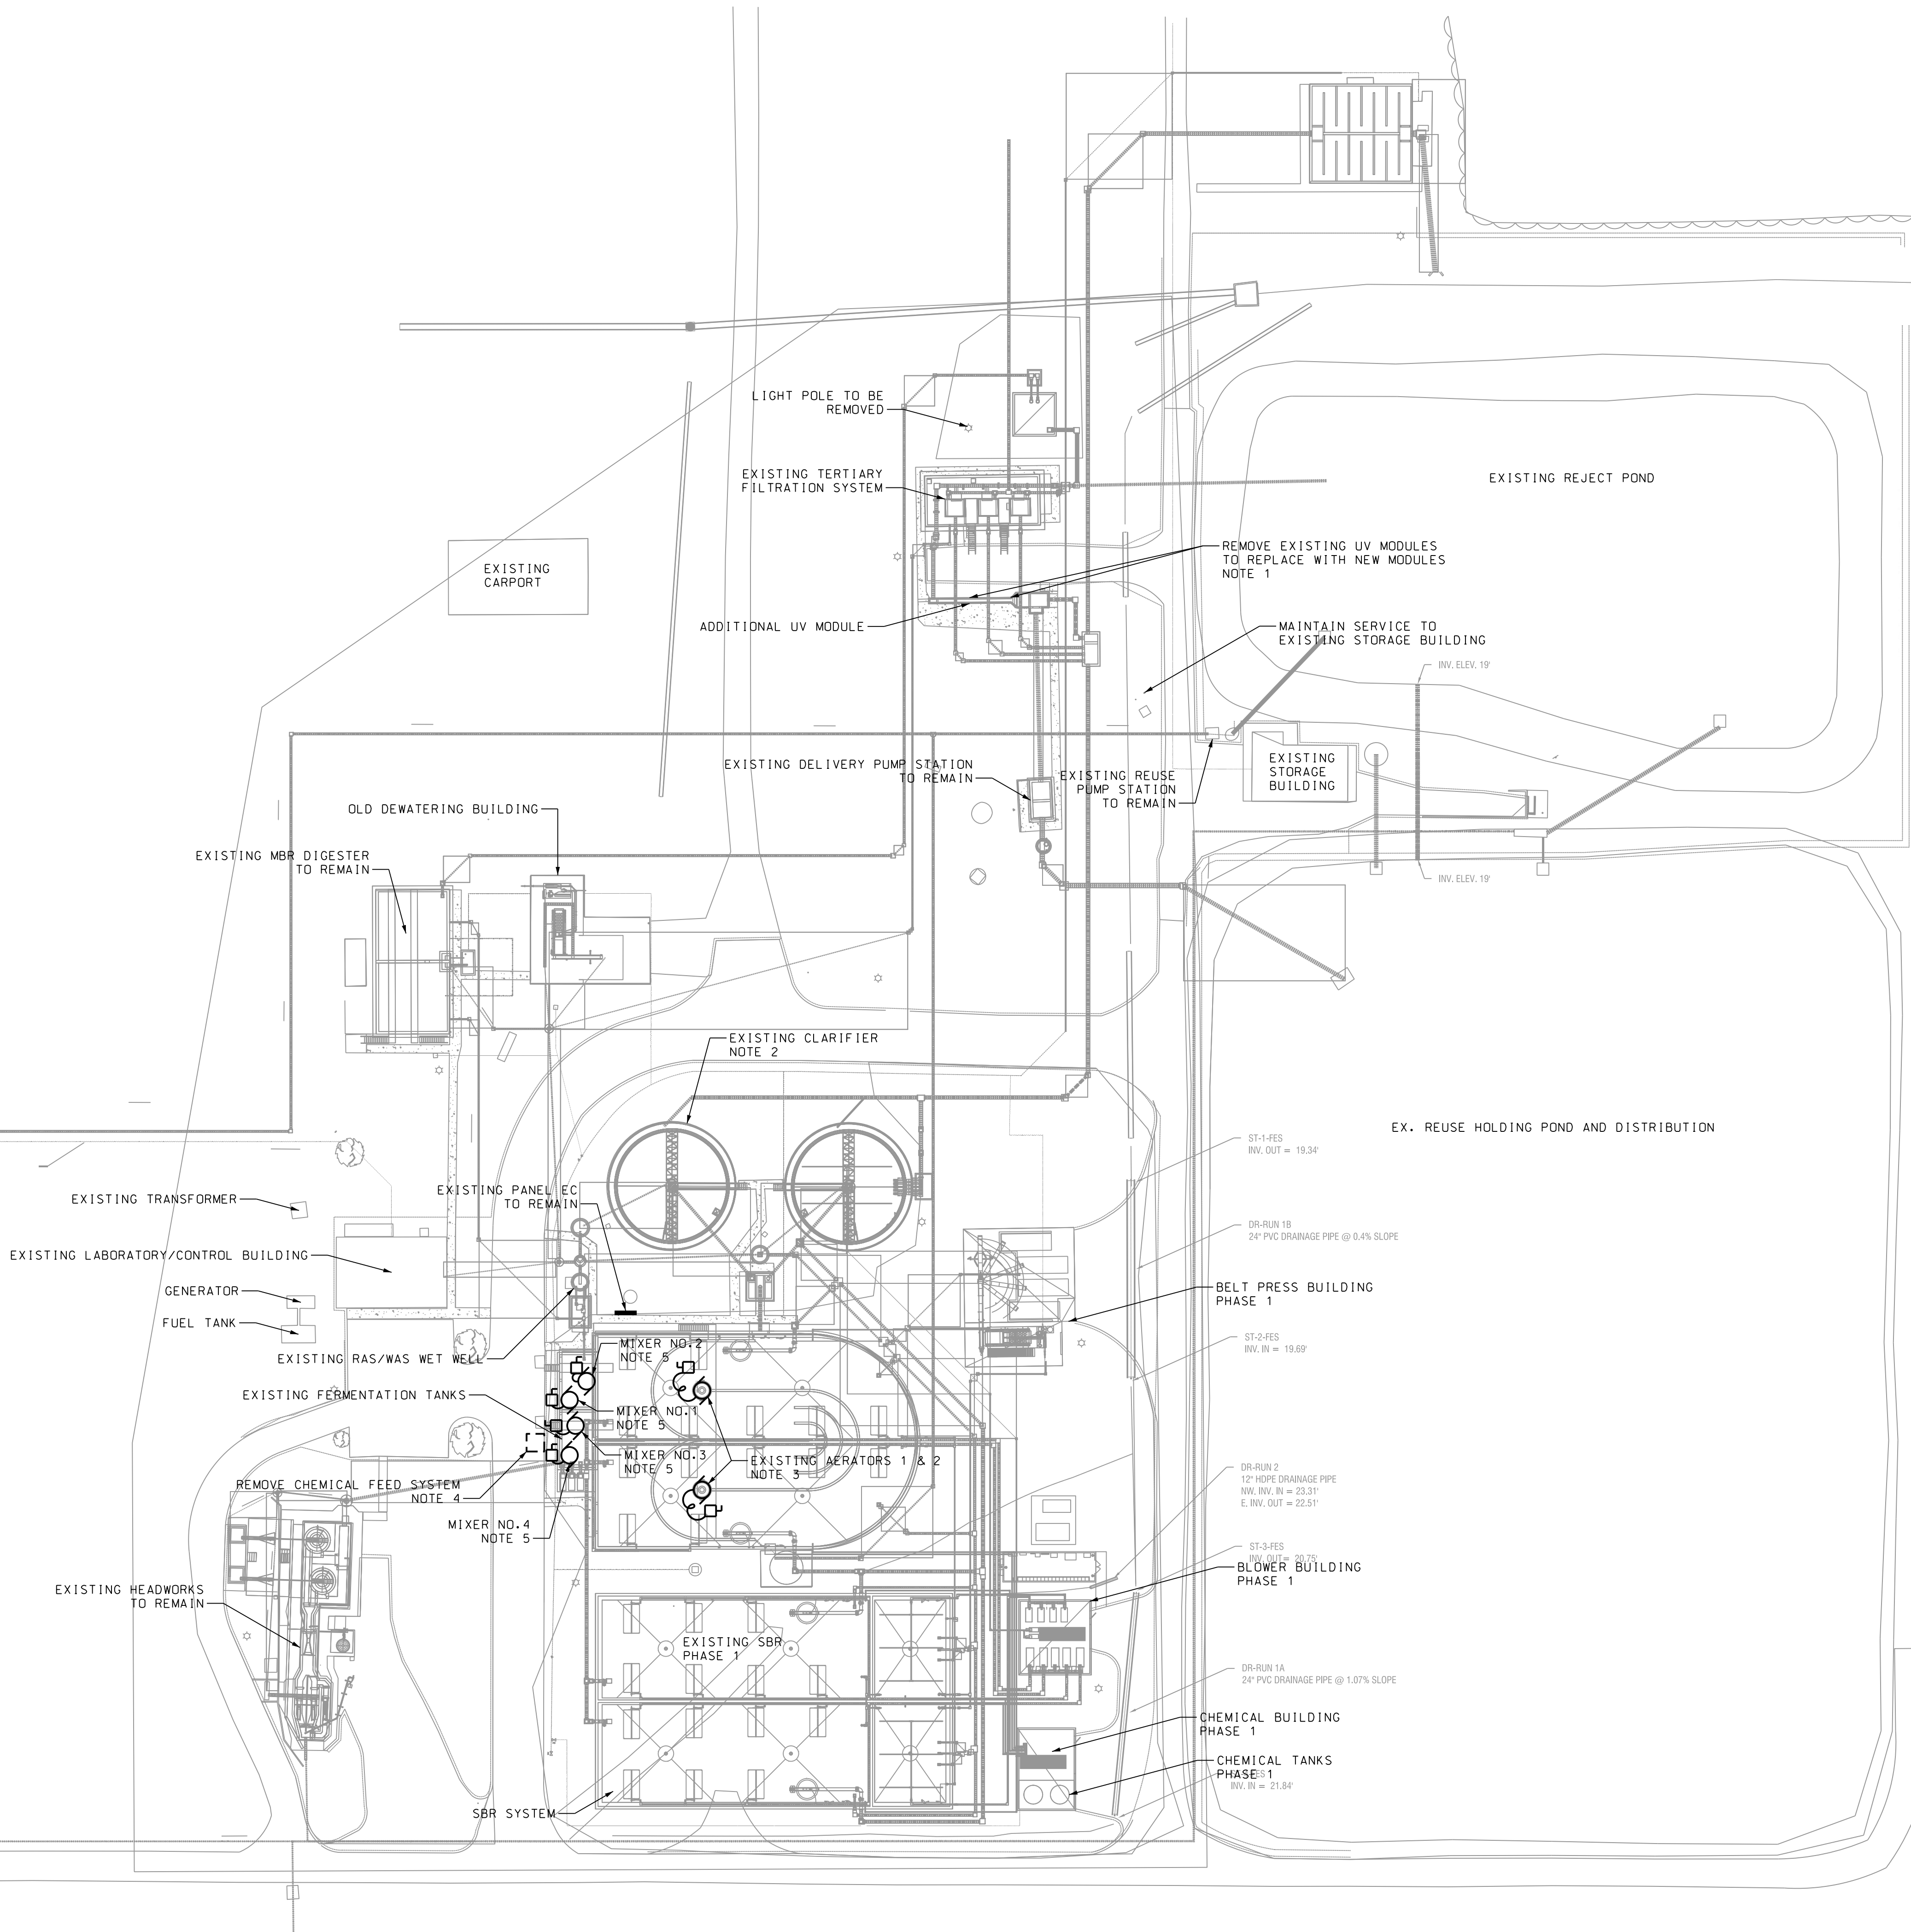 LIGHT POLE TO BE
REMOVED
EXISTING TERTIARY
FILTRATION SYSTEM
EXISTING REJECT POND
EXISTING
CARPORT
REMOVE EXISTING UV MODULES
TO REPLACE WITH NEW MODULES
NOTE 1
ADDITIONAL UV MODULE
MAINTAIN SERVICE TO
EXISTING STORAGE BUILDING
INV. ELEV. 19'
EXISTING DELIVERY PUMP STATION
TO REMAIN
EXISTING REUSE
PUMP STATION
TO REMAIN
EXISTING
STORAGE
BUILDING
OLD DEWATERING BUILDING
EXISTING MBR DIGESTER
TO REMAIN
INV. ELEV. 19'
EXISTING CLARIFIER
NOTE 2
EX. REUSE HOLDING POND AND DISTRIBUTION
ST-1-FES
INV. OUT = 19.34'
EXISTING TRANSFORMER
EXISTING PANEL EC
TO REMAIN
DR-RUN 1B
24" PVC DRAINAGE PIPE @ 0.4% SLOPE
EXISTING LABORATORY/CONTROL BUILDING
GENERATOR
FUEL TANK
BELT PRESS BUILDING
PHASE 1
ST-2-FES
INV. IN = 19.69'
EXISTING RAS/WAS WET WELL
MIXER NO.2
NOTE 5
EXISTING FERMENTATION TANKS
MIXER NO.1
NOTE 5
MIXER NO.3
NOTE 5
EXISTING AERATORS 1 & 2
NOTE 3
REMOVE CHEMICAL FEED SYSTEM
NOTE 4
MIXER NO.4
NOTE 5
DR-RUN 2
12" HDPE DRAINAGE PIPE
NW. INV. IN = 23.31'
E. INV. OUT = 22.51'
ST-3-FES
INV. OUT= 20.75'
BLOWER BUILDING
PHASE 1
EXISTING HEADWORKS
TO REMAIN
EXISTING SBR
PHASE 1
DR-RUN 1A
24" PVC DRAINAGE PIPE @ 1.07% SLOPE
CHEMICAL BUILDING
PHASE 1
CHEMICAL TANKS
PHASE 1
INV. IN = 21.84'
SBR SYSTEM